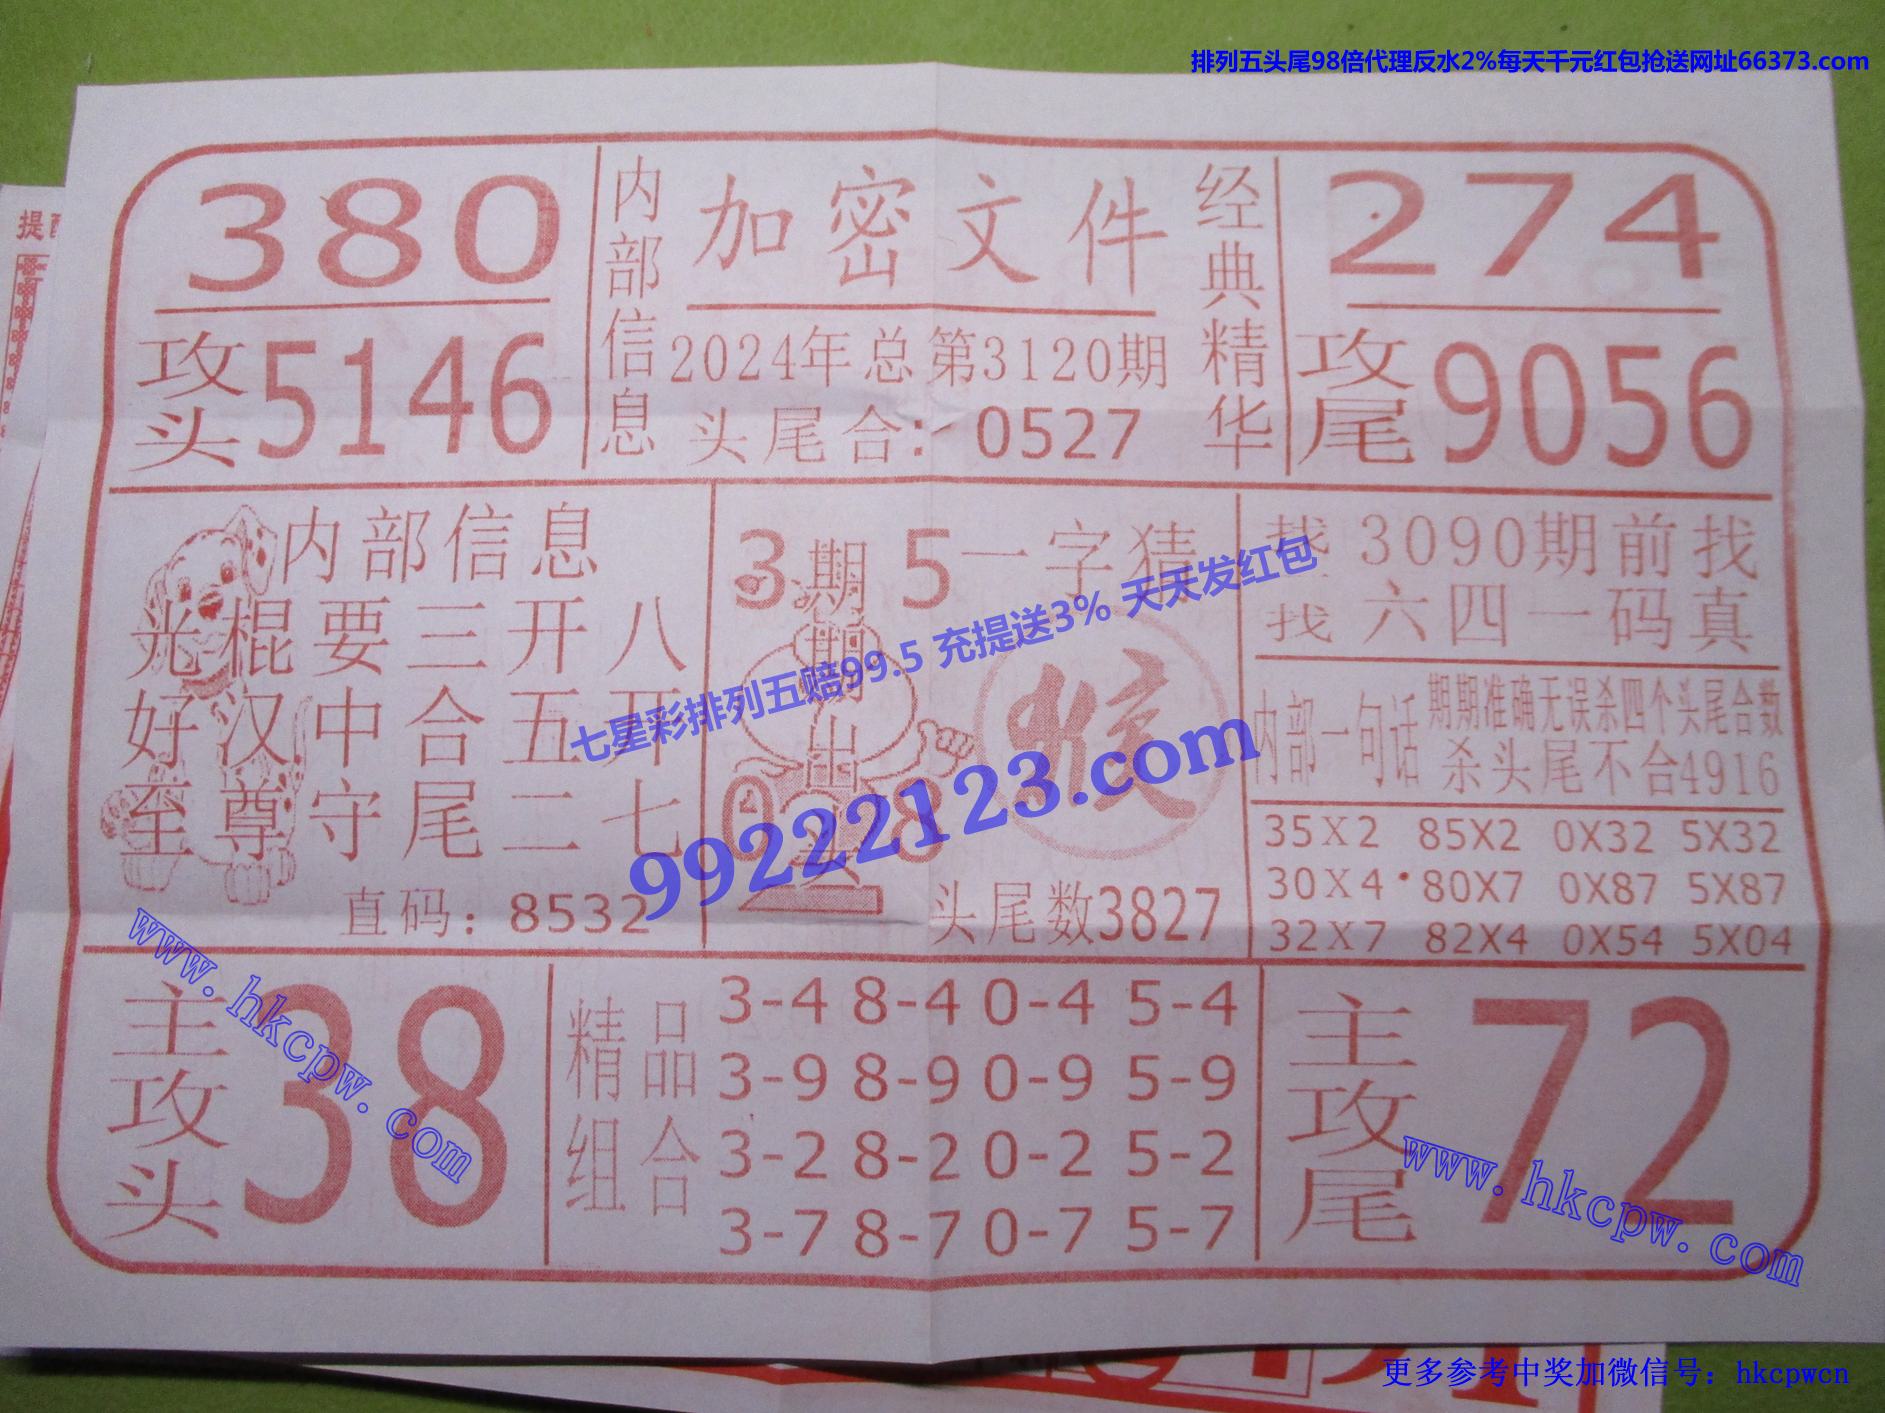 排列五头尾98倍代理反水2%每天千元红包抢送网址66373.com
提
380
攻头 5146
内部信息
加密文件
2024年总第3120期
头尾合: 0527
经典精华
274
攻尾 9056
内部信息
光棍要三开八
好汉中合五开
至尊守尾二七
直码: 8532
3 5
0 8
期期期出头
一字猜
猴
头尾数3827
找找
3090期前找
六四一码真
内部一句话
期期准确无误杀四个头尾合数
杀头尾不合4916
35X2 85X2 0X32 5X32
30X4 80X7 0X87 5X87
32X7 82X4 0X54 5X04
七星彩排列五赔99.5 充提送3% 天天发红包
99222123.com
主攻头 38
www.hkcpw.com
精品组合
3-4 8-4 0-4 5-4
3-9 8-9 0-9 5-9
3-2 8-2 0-2 5-2
3-7 8-7 0-7 5-7
主攻尾 72
www.hkcpw.com
更多参考中奖加微信号: hkcpwcn